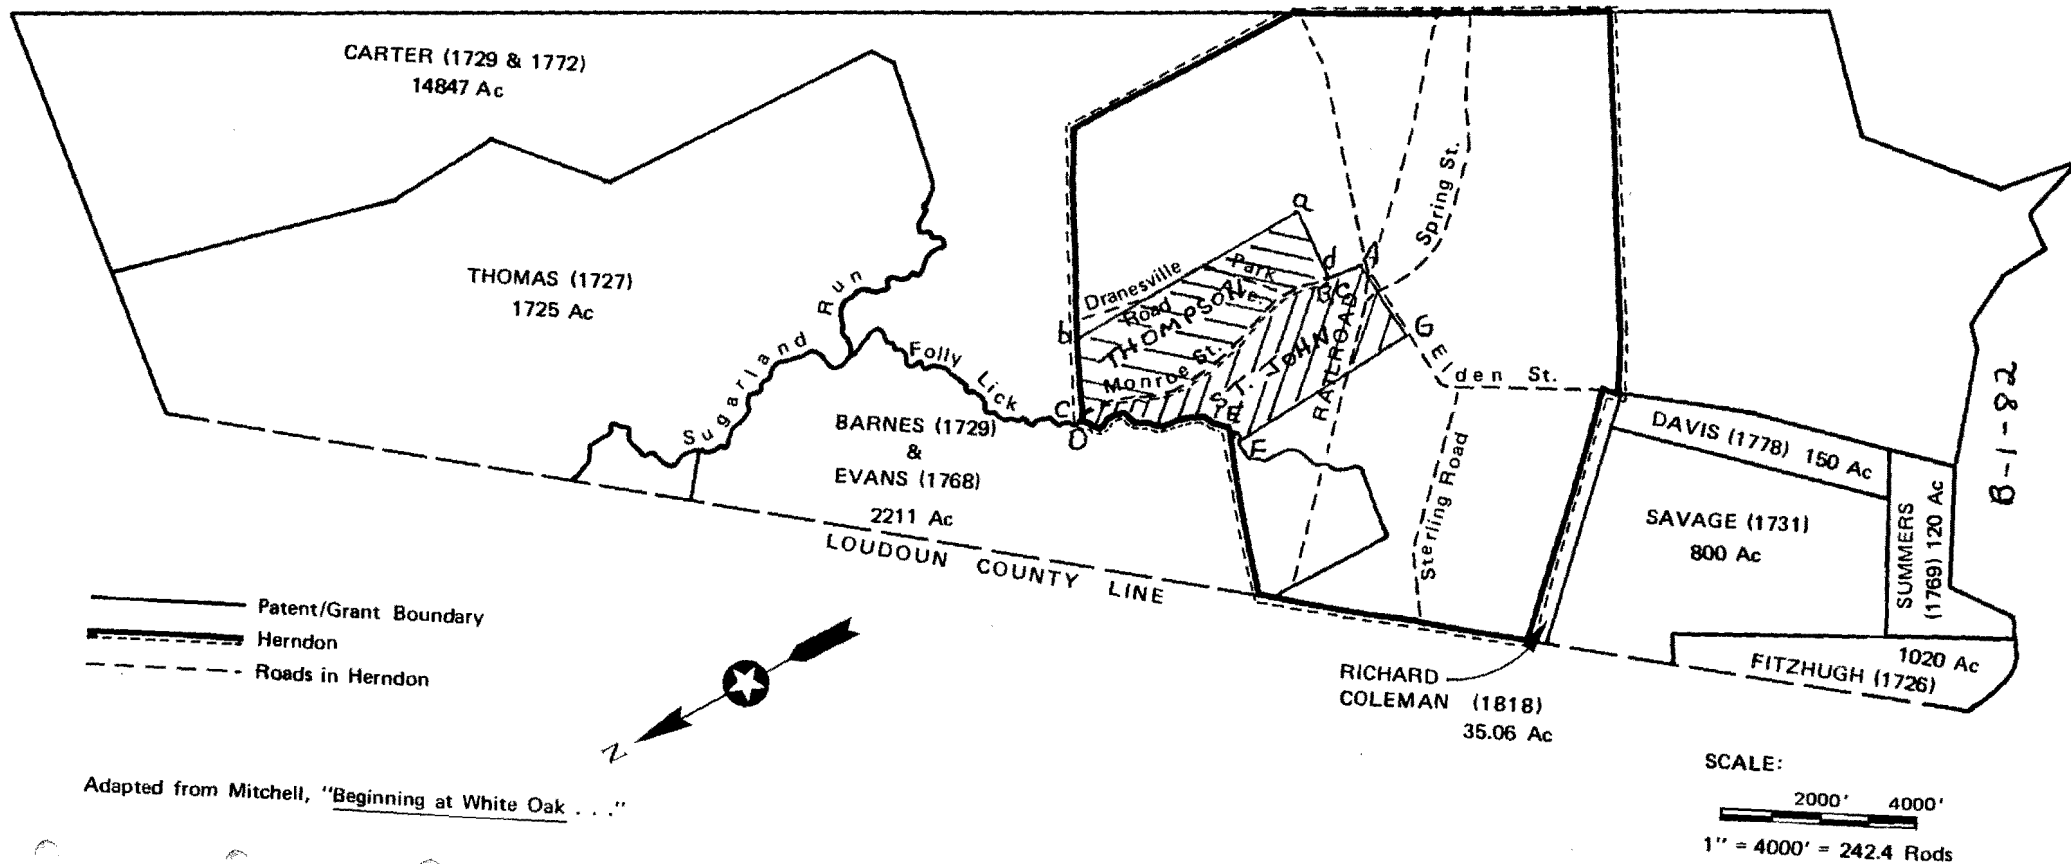 CARTER (1729 & 1772)
14847 Ac
THOMAS (1727)
1725 Ac
Sugarland Run
Folly Lick
BARNES (1729)
&
EVANS (1768)
2211 Ac
LOUDOUN COUNTY LINE
Spring St.
a
d
A
B
G
b
C
D
E
F
Dranesville
Road
Park
Ave.
THOMPSON
Monroe St.
ST. JOHN
RAILROAD
Elden St.
Sterling Road
DAVIS (1778) 150 Ac
SAVAGE (1731)
800 Ac
SUMMERS
(1769) 120 Ac
1020 Ac
FITZHUGH (1726)
B-1-82
RICHARD
COLEMAN (1818)
35.06 Ac
Patent/Grant Boundary
Herndon
Roads in Herndon
N
Adapted from Mitchell, "Beginning at White Oak . . ."
SCALE:
2000' 4000'
1" = 4000' = 242.4 Rods